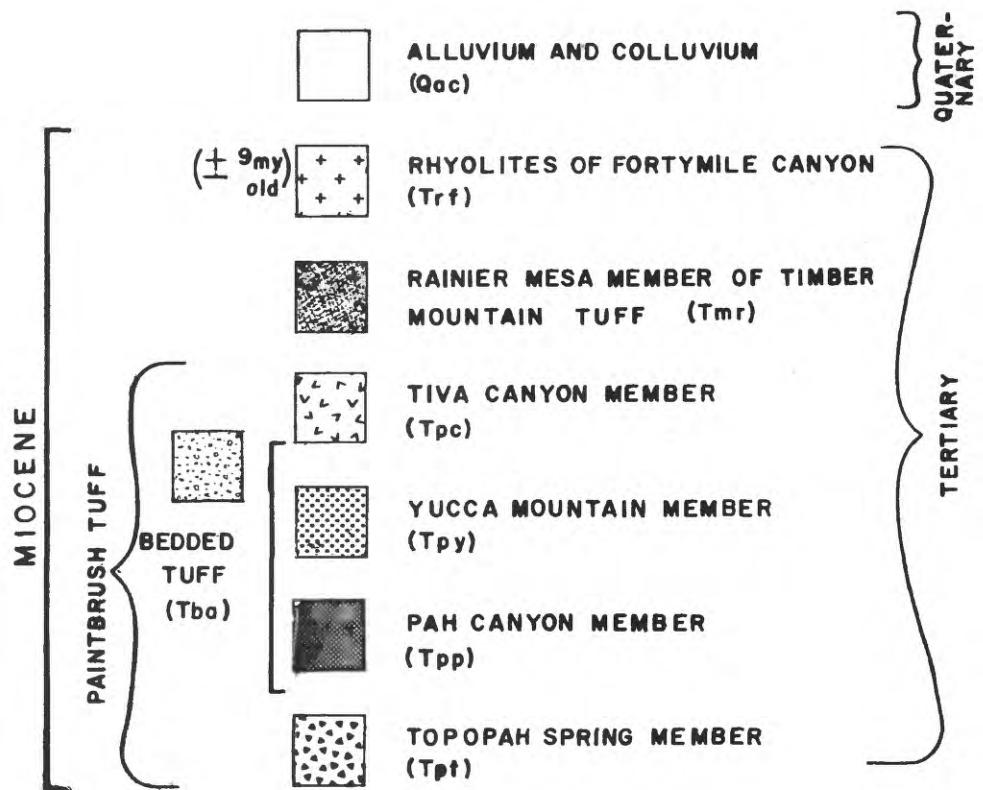 ALLUVIUM AND COLLUVIUM
(Qac)
QUATER-
NARY
(± 9my
old)
RHYOLITES OF FORTYMILE CANYON
(Trf)
RAINIER MESA MEMBER OF TIMBER
MOUNTAIN TUFF (Tmr)
TIVA CANYON MEMBER
(Tpc)
YUCCA MOUNTAIN MEMBER
(Tpy)
PAH CANYON MEMBER
(Tpp)
TOPOPAH SPRING MEMBER
(Tpt)
BEDDED
TUFF
(Tba)
PAINTBRUSH TUFF
MIOCENE
TERTIARY